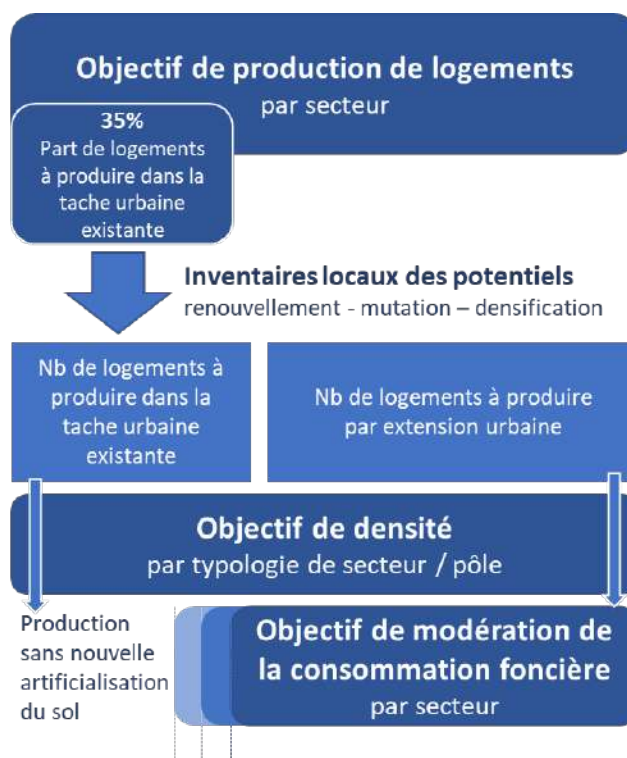 Objectif de production de logements
par secteur
35%
Part de logements
à produire dans la
tache urbaine
existante
Inventaires locaux des potentiels
renouvellement - mutation – densification
Nb de logements à
produire dans la
tache urbaine
existante
Nb de logements à produire
par extension urbaine
Objectif de densité
par typologie de secteur / pôle
Production
sans nouvelle
artificialisation
du sol
Objectif de modération de
la consommation foncière
par secteur